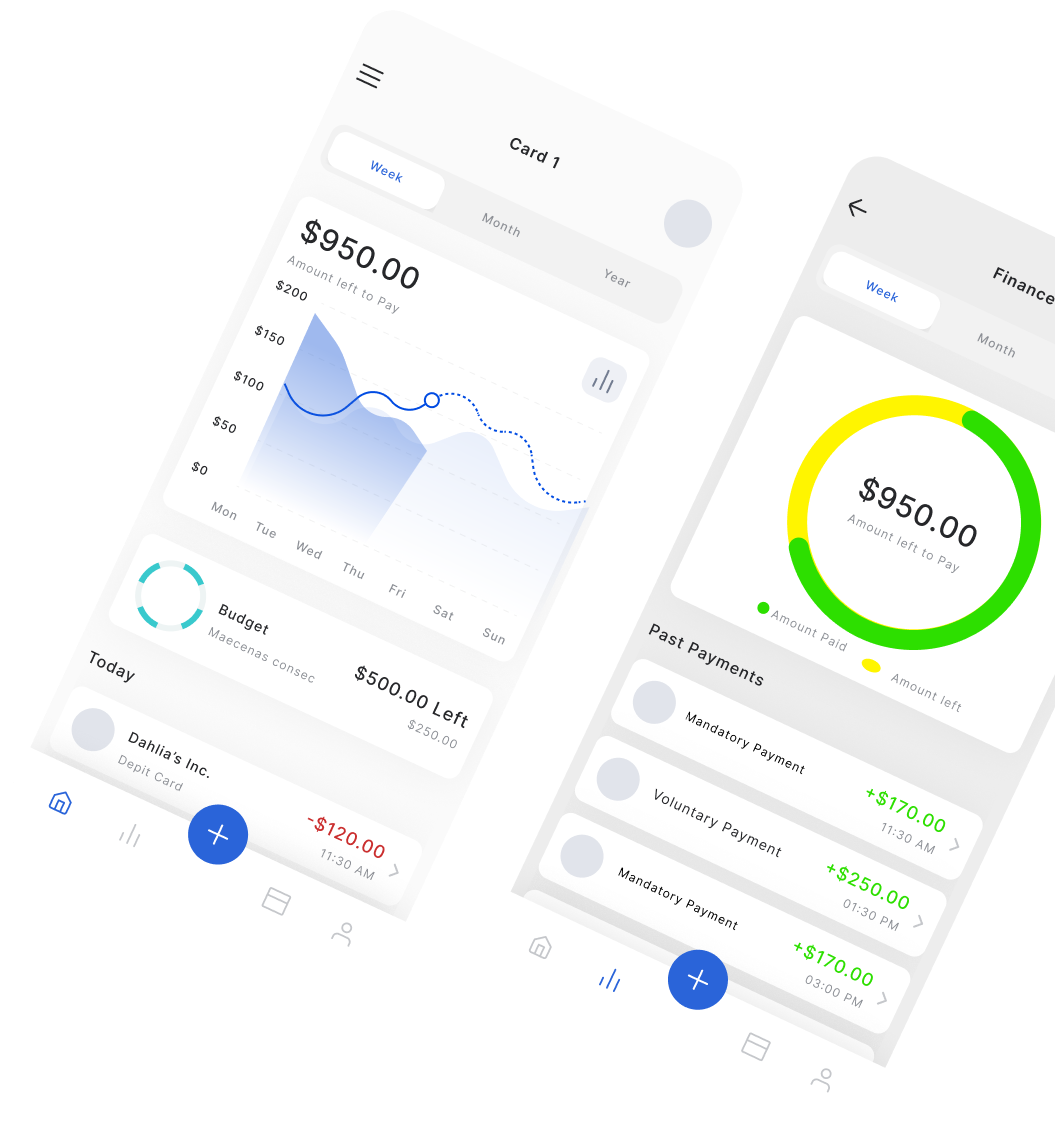 Card 1
Week
Month
Year
$950.00
Amount left to Pay
$200
$150
$100
$50
$0
Mon
Tue
Wed
Thu
Fri
Sat
Sun
Budget
Maecenas consec
$500.00 Left
$250.00
Today
Dahlia's Inc.
Depit Card
-$120.00
11:30 AM
Finance
Week
Month
$950.00
Amount left to Pay
Amount Paid
Amount left
Past Payments
Mandatory Payment
+$170.00
11:30 AM
Voluntary Payment
+$250.00
01:30 PM
Mandatory Payment
+$170.00
03:00 PM